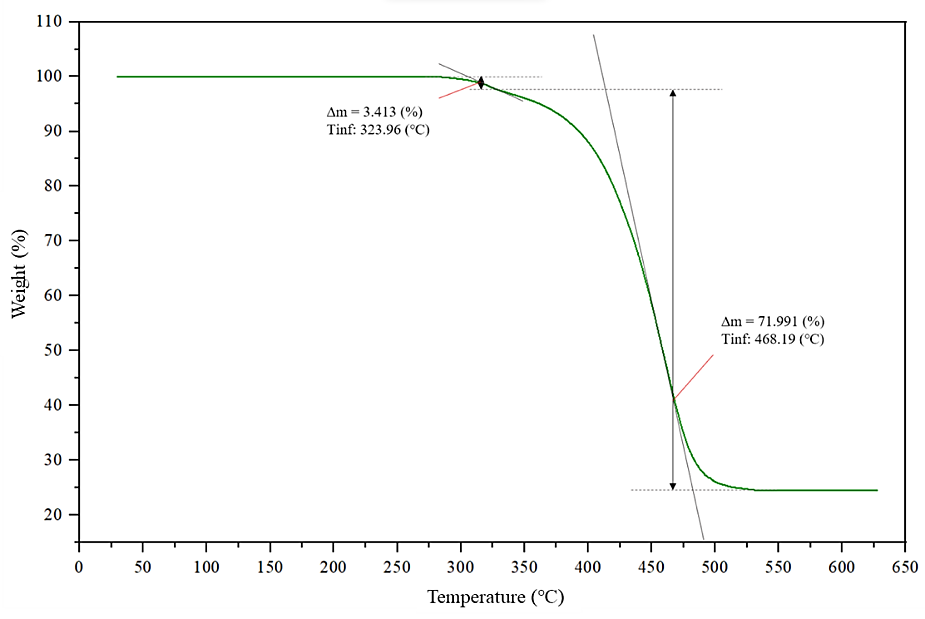 110
100
90
80
70
60
50
40
30
20
Weight (%)
Δm = 3.413 (%)
Tinf: 323.96 (°C)
Δm = 71.991 (%)
Tinf: 468.19 (°C)
0 50 100 150 200 250 300 350 400 450 500 550 600 650
Temperature (°C)